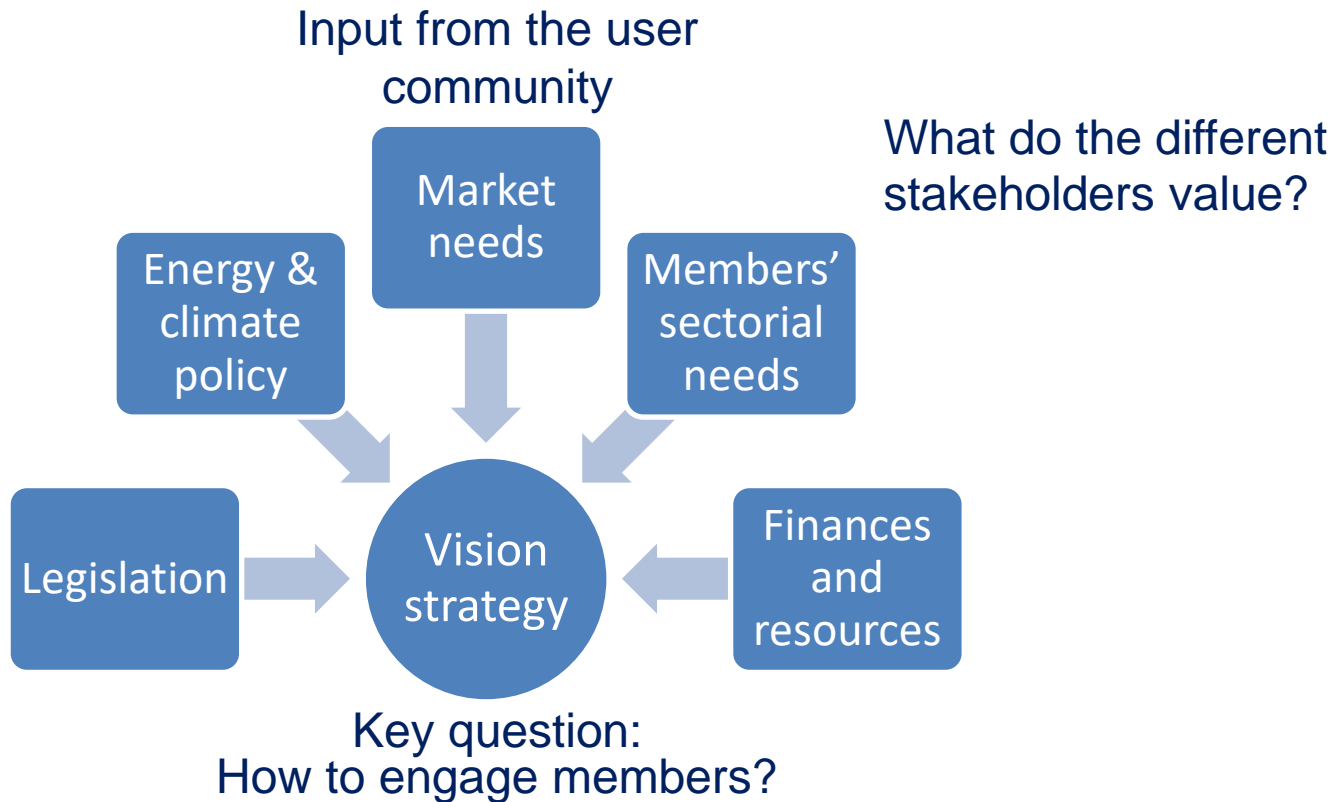 Input from the user
community
What do the different
stakeholders value?
Market
needs
Energy &
climate
policy
Members’
sectorial
needs
Legislation
Vision
strategy
Finances
and
resources
Key question:
How to engage members?